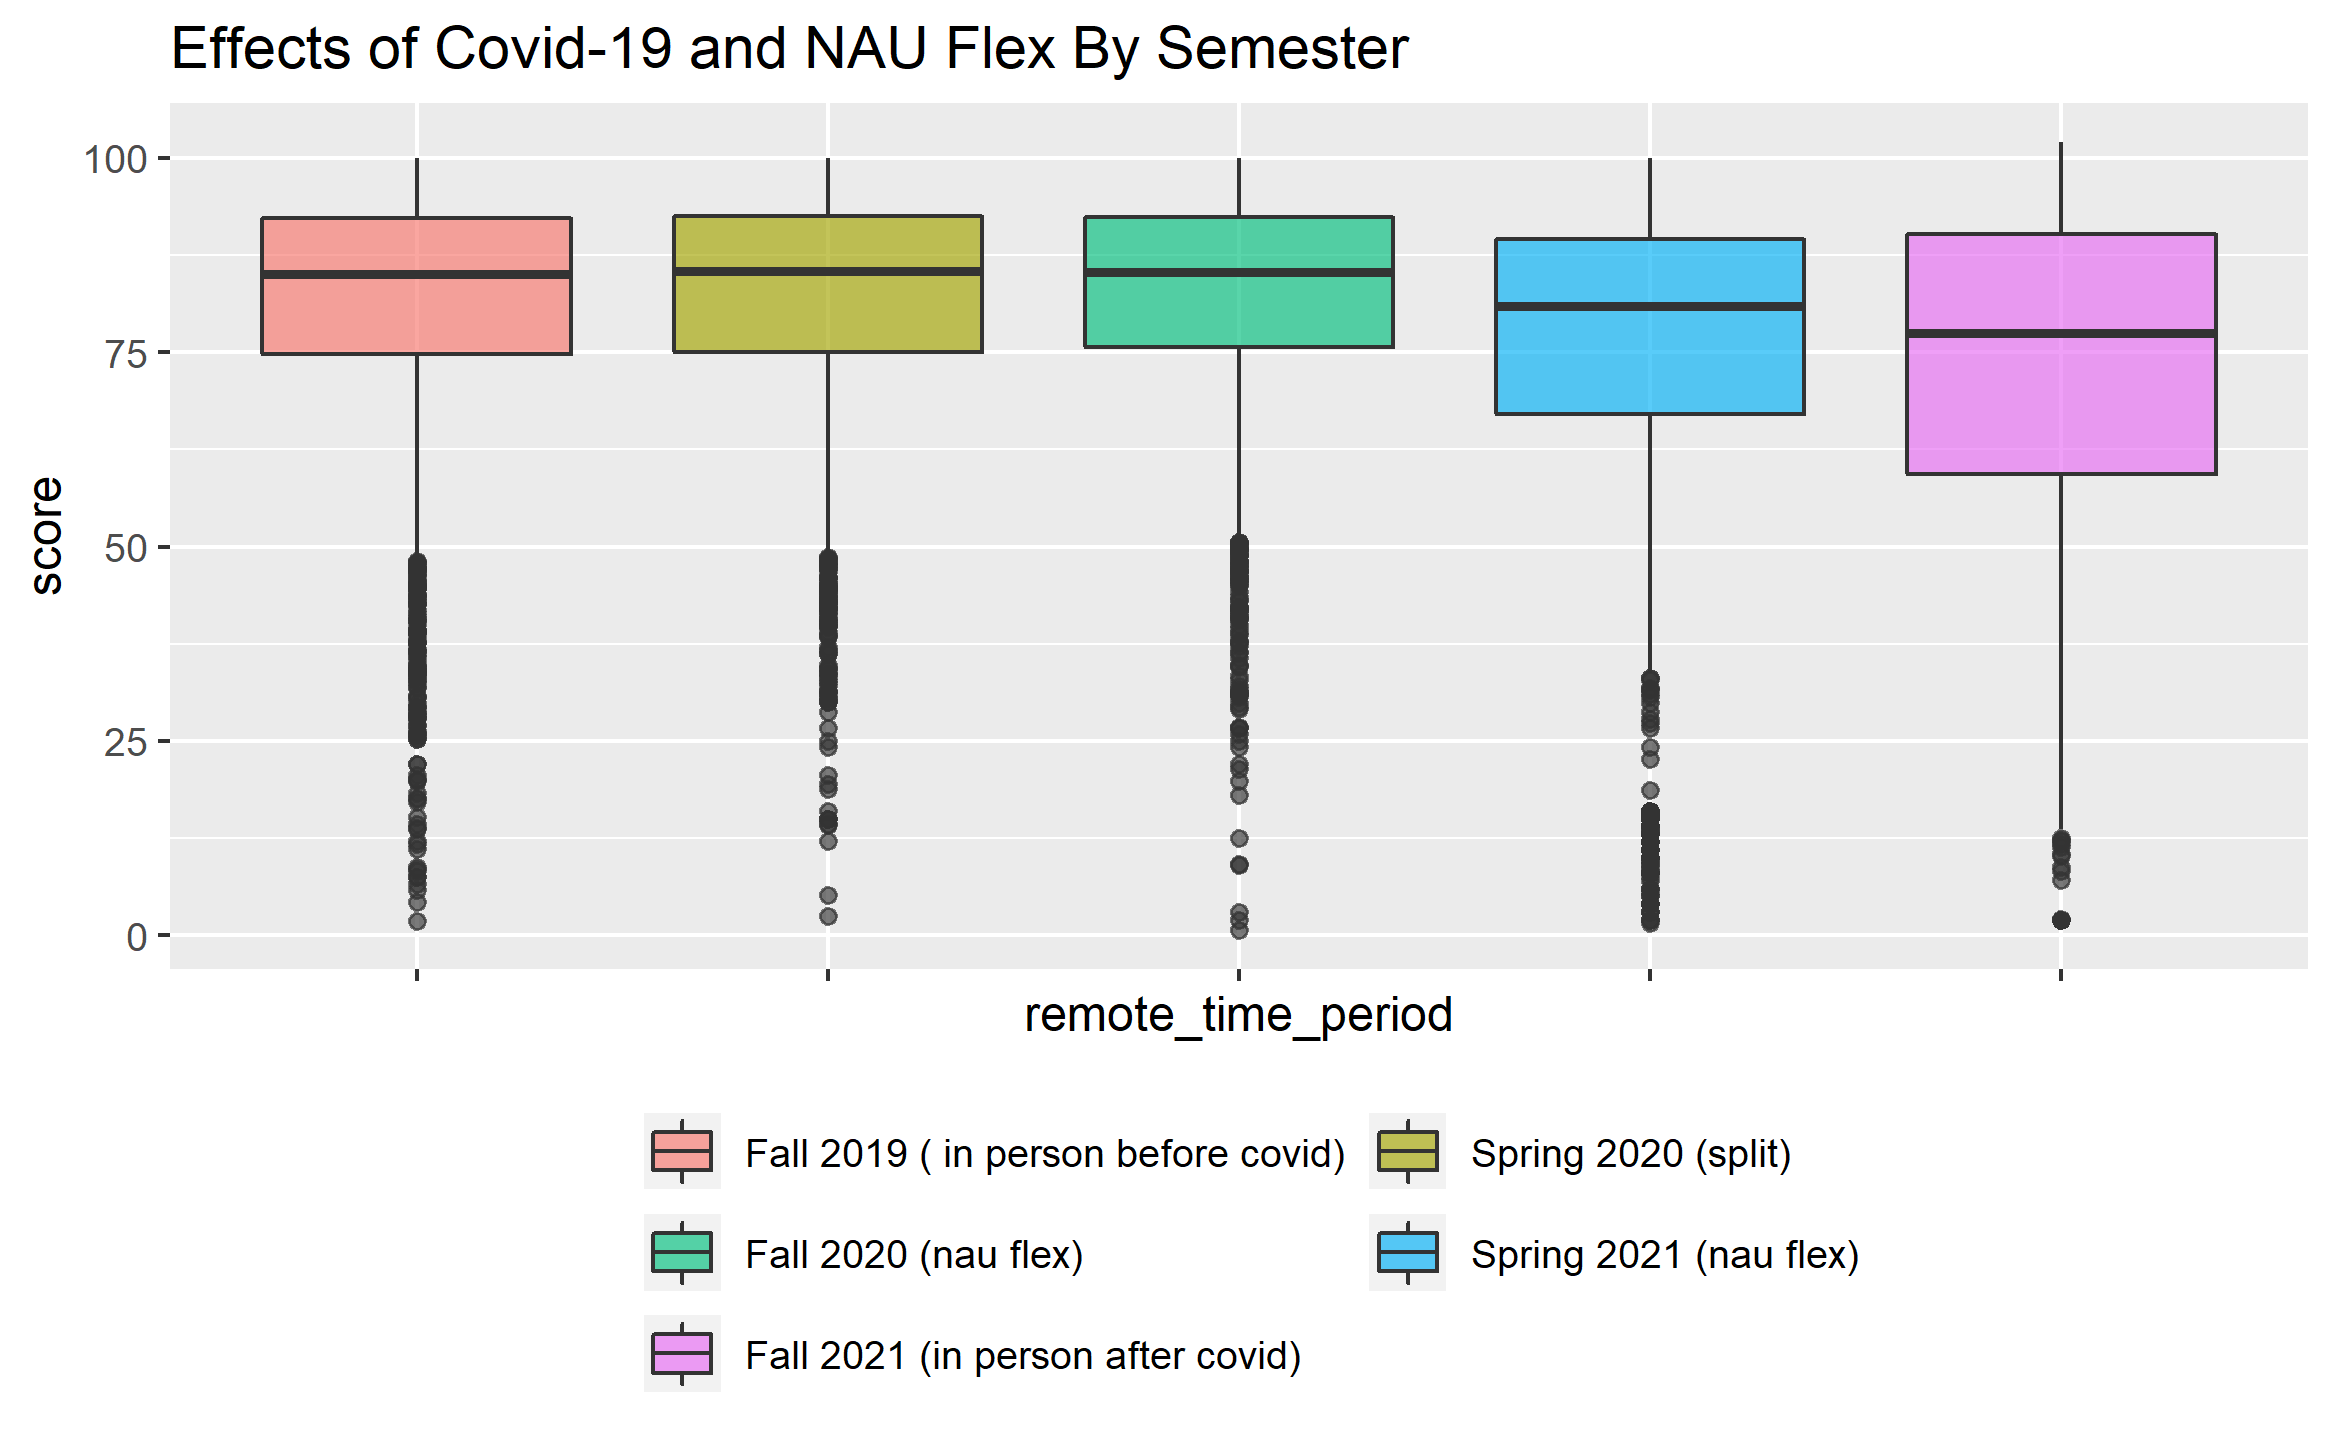 Effects of Covid-19 and NAU Flex By Semester
100
75
50
25
0
score
remote_time_period
Fall 2019 ( in person before covid)
Spring 2020 (split)
Fall 2020 (nau flex)
Spring 2021 (nau flex)
Fall 2021 (in person after covid)